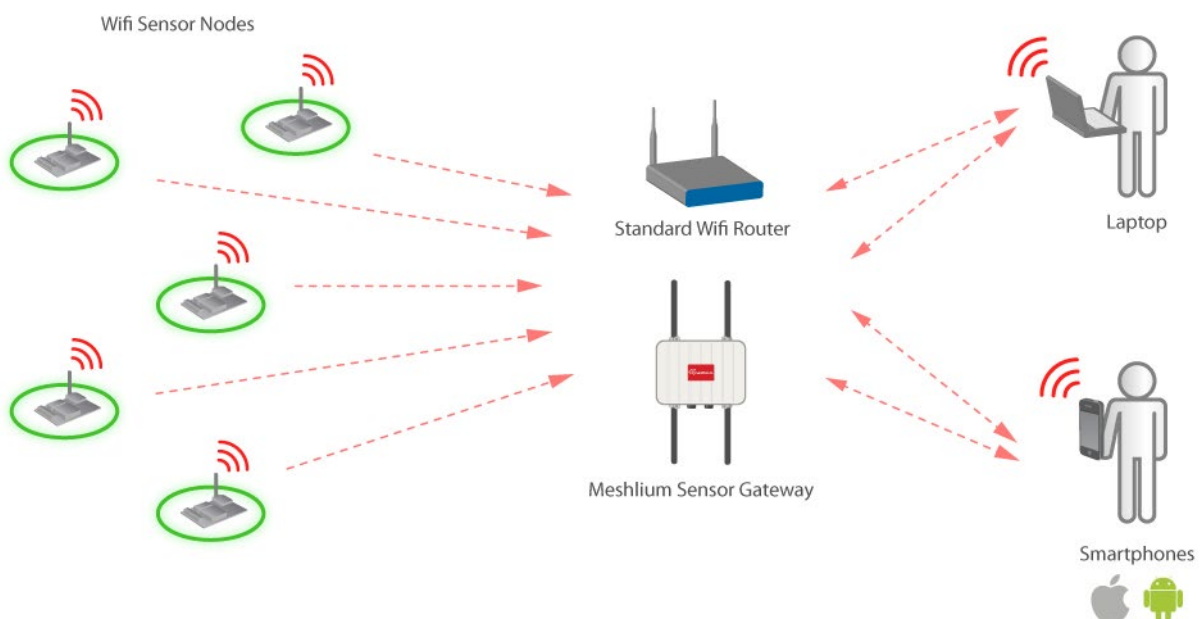 Wifi Sensor Nodes
Standard Wifi Router
Laptop
Meshlium Sensor Gateway
Smartphones